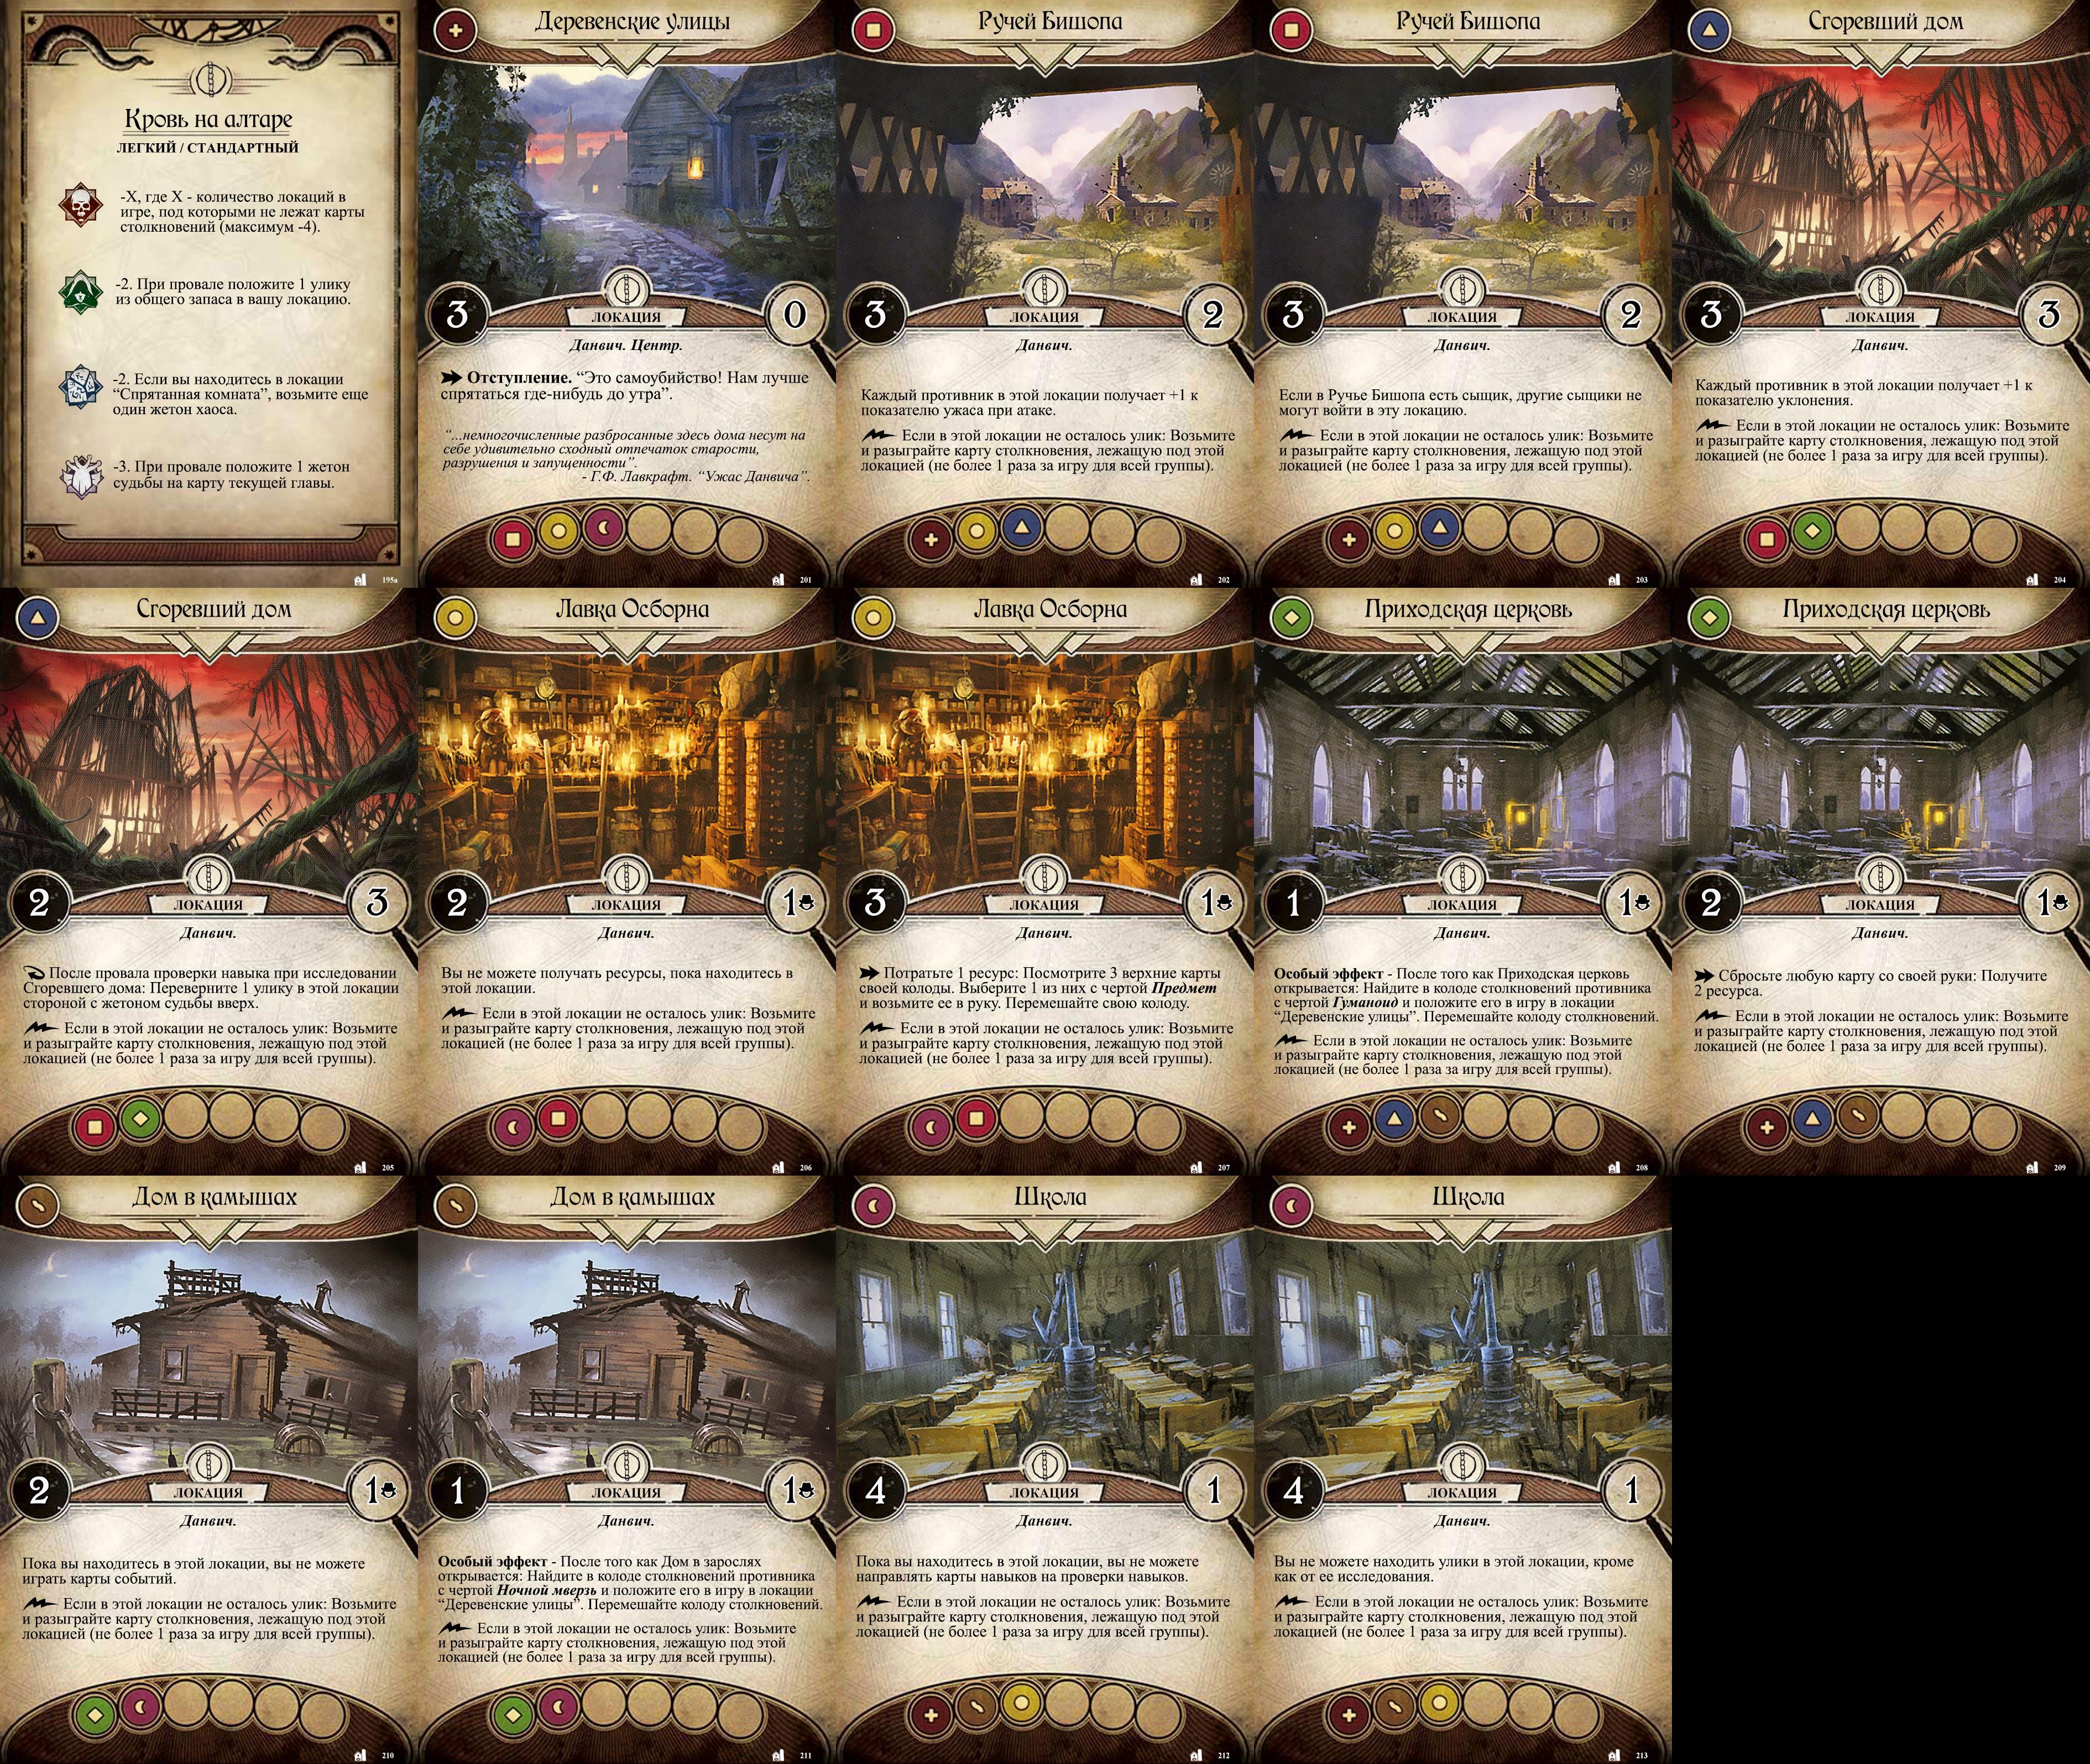 Кровь на алтаре
ЛЕГКИЙ / СТАНДАРТНЫЙ
-X, где X - количество локаций в
игре, под которыми не лежат карты
столкновений (максимум -4).
-2. При провале положите 1 улику
из общего запаса в вашу локацию.
-2. Если вы находитесь в локации
“Спрятанная комната”, возьмите еще
один жетон хаоса.
-3. При провале положите 1 жетон
судьбы на карту текущей главы.
195a
Деревенские улицы
3
ЛОКАЦИЯ
0
Данвич. Центр.
Отступление. “Это самоубийство! Нам лучше
спрятаться где-нибудь до утра”.
“...немногочисленные разбросанные здесь дома несут на
себе удивительно сходный отпечаток старости,
разрушения и запущенности”.
- Г.Ф. Лавкрафт. “Ужас Данвича”.
201
Ручей Бишопа
3
ЛОКАЦИЯ
2
Данвич.
Каждый противник в этой локации получает +1 к
показателю ужаса при атаке.
Если в этой локации не осталось улик: Возьмите
и разыграйте карту столкновения, лежащую под этой
локацией (не более 1 раза за игру для всей группы).
202
Ручей Бишопа
3
ЛОКАЦИЯ
2
Данвич.
Если в Ручье Бишопа есть сыщик, другие сыщики не
могут войти в эту локацию.
Если в этой локации не осталось улик: Возьмите
и разыграйте карту столкновения, лежащую под этой
локацией (не более 1 раза за игру для всей группы).
203
Сгоревший дом
3
ЛОКАЦИЯ
3
Данвич.
Каждый противник в этой локации получает +1 к
показателю уклонения.
Если в этой локации не осталось улик: Возьмите
и разыграйте карту столкновения, лежащую под этой
локацией (не более 1 раза за игру для всей группы).
204
Сгоревший дом
2
ЛОКАЦИЯ
3
Данвич.
После провала проверки навыка при исследовании
Сгоревшего дома: Переверните 1 улику в этой локации
стороной с жетоном судьбы вверх.
Если в этой локации не осталось улик: Возьмите
и разыграйте карту столкновения, лежащую под этой
локацией (не более 1 раза за игру для всей группы).
205
Лавка Осборна
2
ЛОКАЦИЯ
1
Данвич.
Вы не можете получать ресурсы, пока находитесь в
этой локации.
Если в этой локации не осталось улик: Возьмите
и разыграйте карту столкновения, лежащую под этой
локацией (не более 1 раза за игру для всей группы).
206
Лавка Осборна
3
ЛОКАЦИЯ
1
Данвич.
Потратьте 1 ресурс: Посмотрите 3 верхние карты
своей колоды. Выберите 1 из них с чертой Предмет
и возьмите ее в руку. Перемешайте свою колоду.
Если в этой локации не осталось улик: Возьмите
и разыграйте карту столкновения, лежащую под этой
локацией (не более 1 раза за игру для всей группы).
207
Приходская церковь
1
ЛОКАЦИЯ
1
Данвич.
Особый эффект - После того как Приходская церковь
открывается: Найдите в колоде столкновений противника
с чертой Гуманоид и положите его в игру в локации
“Деревенские улицы”. Перемешайте колоду столкновений.
Если в этой локации не осталось улик: Возьмите
и разыграйте карту столкновения, лежащую под этой
локацией (не более 1 раза за игру для всей группы).
208
Приходская церковь
2
ЛОКАЦИЯ
1
Данвич.
Сбросьте любую карту со своей руки: Получите
2 ресурса.
Если в этой локации не осталось улик: Возьмите
и разыграйте карту столкновения, лежащую под этой
локацией (не более 1 раза за игру для всей группы).
209
Дом в камышах
2
ЛОКАЦИЯ
1
Данвич.
Пока вы находитесь в этой локации, вы не можете
играть карты событий.
Если в этой локации не осталось улик: Возьмите
и разыграйте карту столкновения, лежащую под этой
локацией (не более 1 раза за игру для всей группы).
210
Дом в камышах
1
ЛОКАЦИЯ
1
Данвич.
Особый эффект - После того как Дом в зарослях
открывается: Найдите в колоде столкновений противника
с чертой Ночной мверзь и положите его в игру в локации
“Деревенские улицы”. Перемешайте колоду столкновений.
Если в этой локации не осталось улик: Возьмите
и разыграйте карту столкновения, лежащую под этой
локацией (не более 1 раза за игру для всей группы).
211
Школа
4
ЛОКАЦИЯ
1
Данвич.
Пока вы находитесь в этой локации, вы не можете
направлять карты навыков на проверки навыков.
Если в этой локации не осталось улик: Возьмите
и разыграйте карту столкновения, лежащую под этой
локацией (не более 1 раза за игру для всей группы).
212
Школа
4
ЛОКАЦИЯ
1
Данвич.
Вы не можете находить улики в этой локации, кроме
как от ее исследования.
Если в этой локации не осталось улик: Возьмите
и разыграйте карту столкновения, лежащую под этой
локацией (не более 1 раза за игру для всей группы).
213